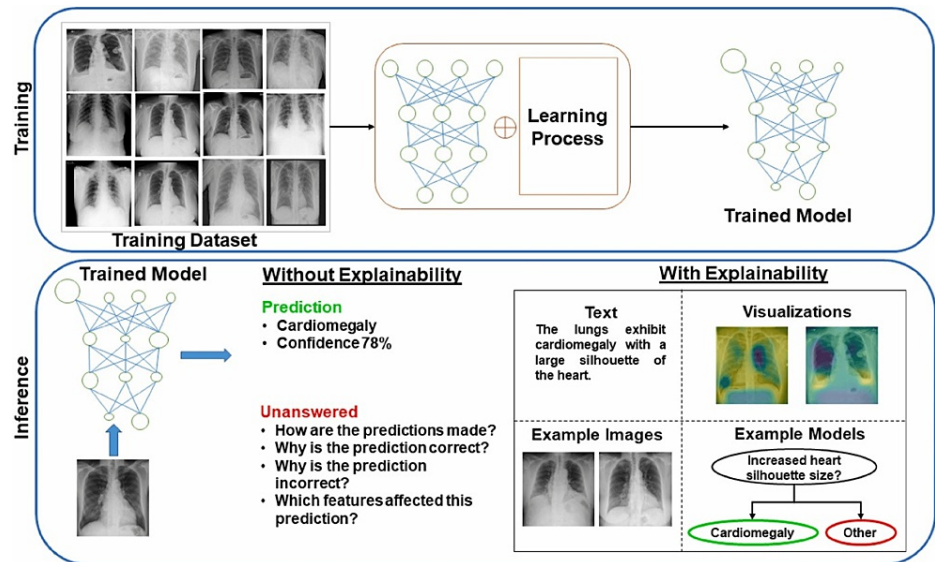 Training
Training Dataset
Learning
Process
Trained Model
Inference
Trained Model
Without Explainability
Prediction
• Cardiomegaly
• Confidence 78%
Unanswered
• How are the predictions made?
• Why is the prediction correct?
• Why is the prediction
incorrect?
• Which features affected this
prediction?
With Explainability
Text
The lungs exhibit
cardiomegaly with a
large silhouette of
the heart.
Visualizations
Example Images
Example Models
Increased heart
silhouette size?
Cardiomegaly
Other